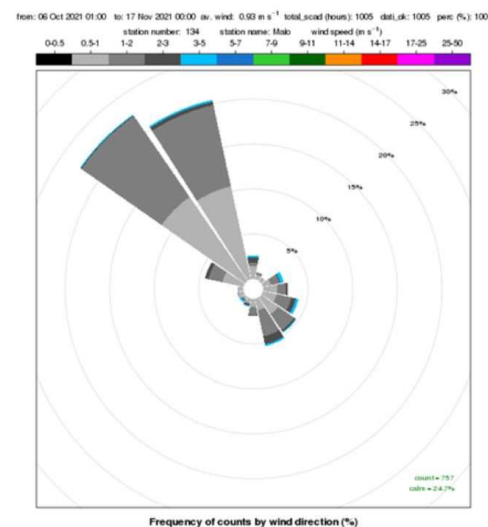 from: 06 Oct 2021 01:00 to: 17 Nov 2021 00:00 av. wind: 0.93 m s⁻¹ total_scad (hours): 1005 dati_ok: 1005 perc (%): 100
station number: 134 station name: Malo wind speed (m s⁻¹)
0-0.5 0.5-1 1-2 2-3 3-5 5-7 7-9 9-11 11-14 14-17 17-25 25-50
30%
25%
20%
15%
10%
5%
count = 757
calm = 24.7%
Frequency of counts by wind direction (%)